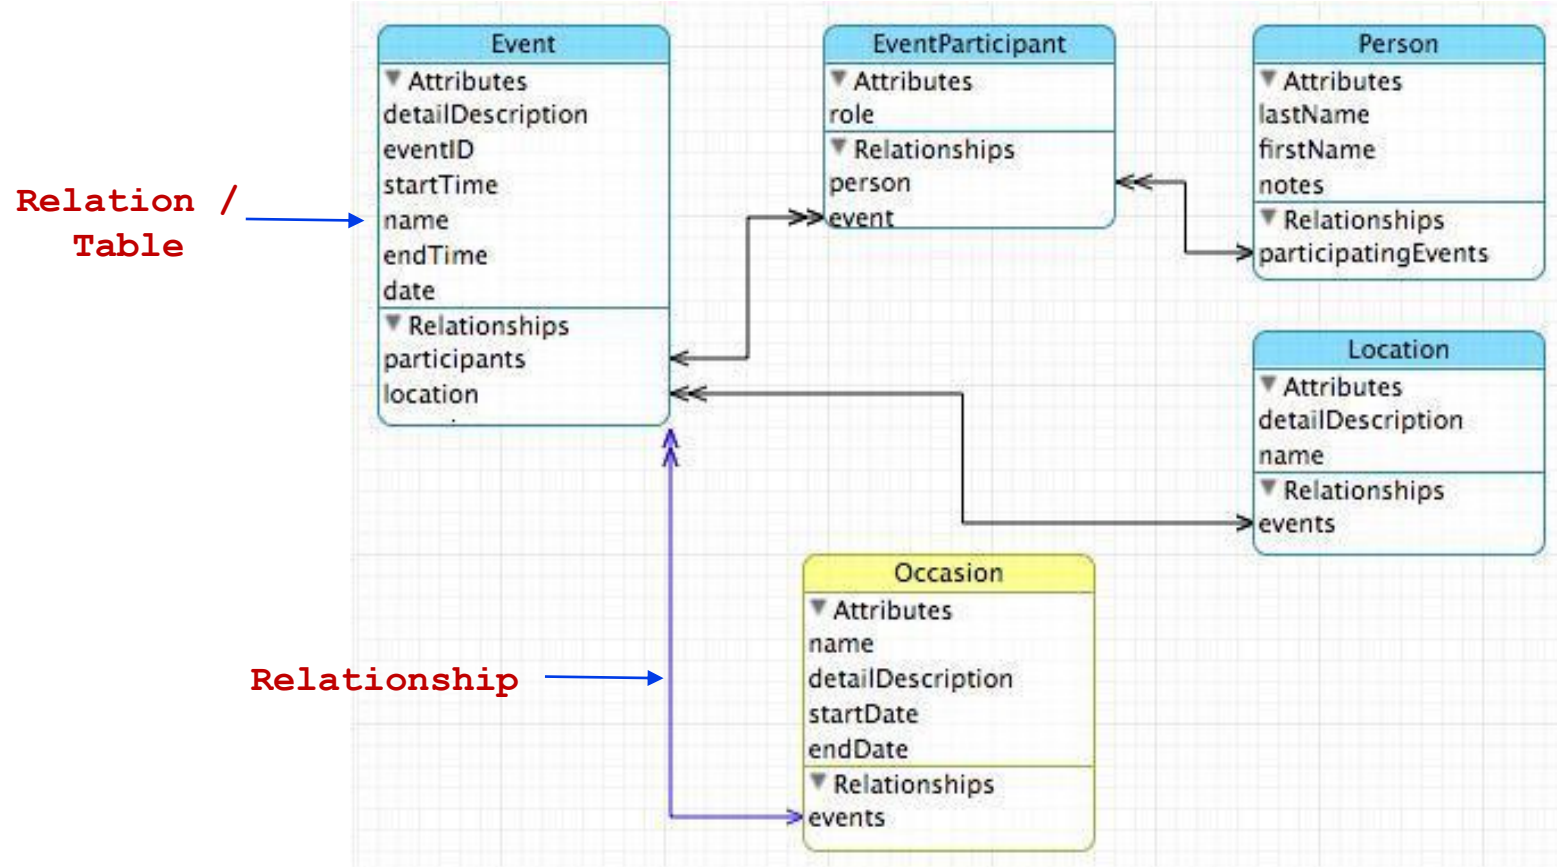 Relation /
Table
Event
Attributes
detailDescription
eventID
startTime
name
endTime
date
Relationships
participants
location
EventParticipant
Attributes
role
Relationships
person
event
Person
Attributes
lastName
firstName
notes
Relationships
participatingEvents
Location
Attributes
detailDescription
name
Relationships
events
Relationship
Occasion
Attributes
name
detailDescription
startDate
endDate
Relationships
events